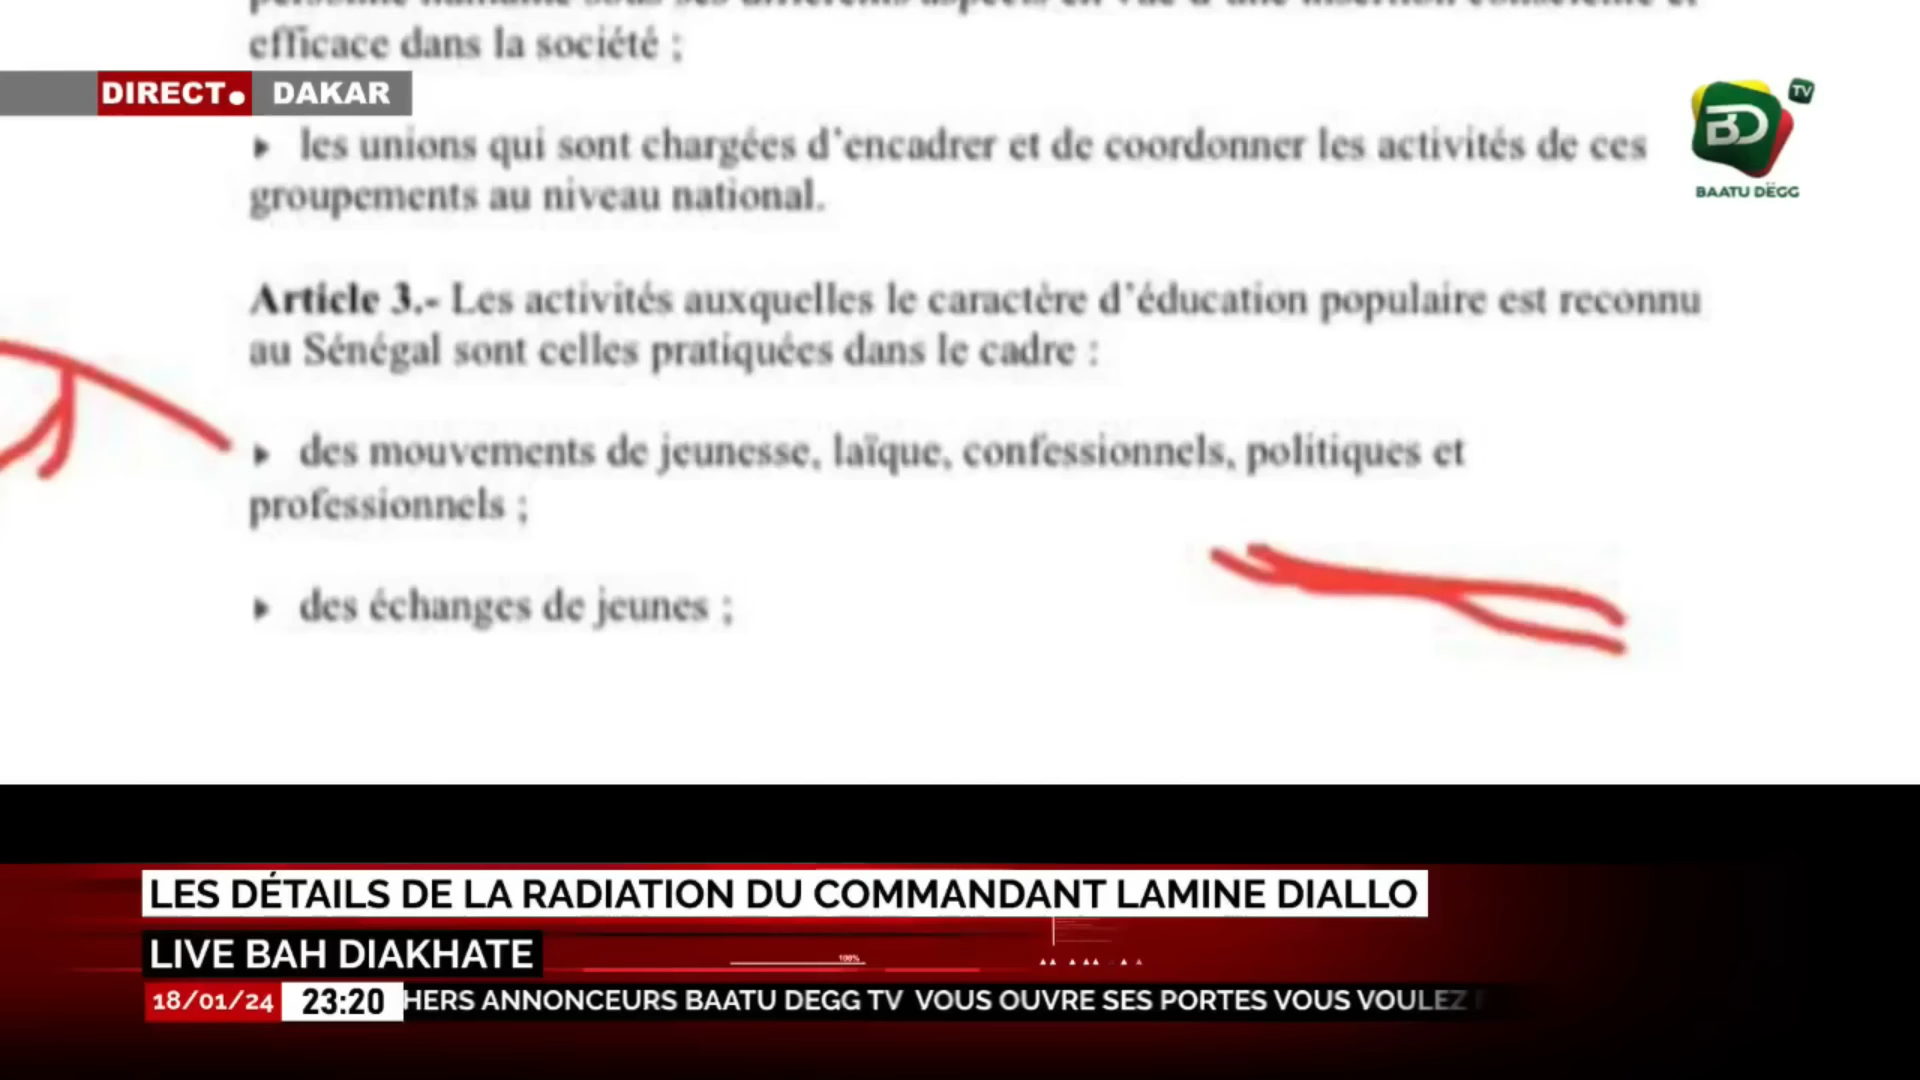 efficace dans la société ;
DIRECT. DAKAR
TV
BD
BAATU DËGG
▸ les unions qui sont chargées d'encadrer et de coordonner les activités de ces
groupements au niveau national.
Article 3.- Les activités auxquelles le caractère d'éducation populaire est reconnu
au Sénégal sont celles pratiquées dans le cadre :
▸ des mouvements de jeunesse, laïque, confessionnels, politiques et
professionnels ;
▸ des échanges de jeunes ;
LES DÉTAILS DE LA RADIATION DU COMMANDANT LAMINE DIALLO
LIVE BAH DIAKHATE
100%
18/01/24 23:20 HERS ANNONCEURS BAATU DEGG TV VOUS OUVRE SES PORTES VOUS VOULEZ